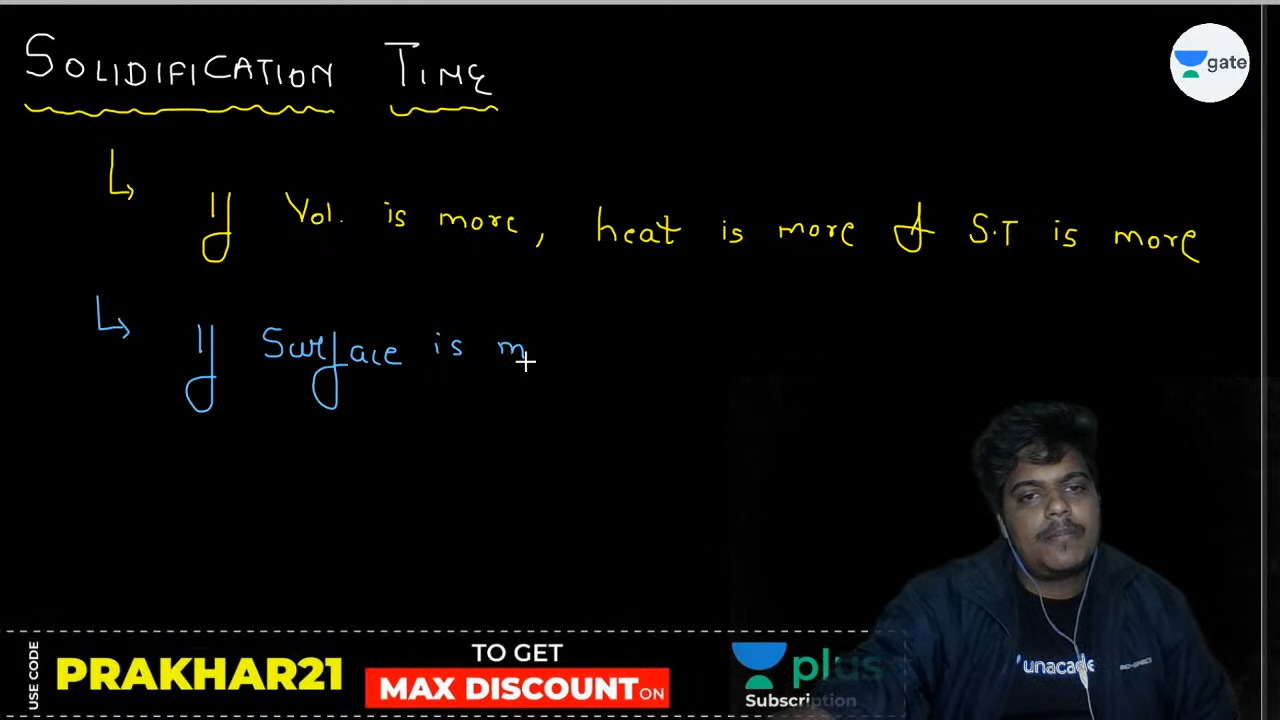 SOLIDIFICATION TIME
gate
↳ If Vol. is more, heat is more & S.T is more
↳ If Surface is m
USE CODE
PRAKHAR21
TO GET
MAX DISCOUNT ON
plus
Subscription
unacade